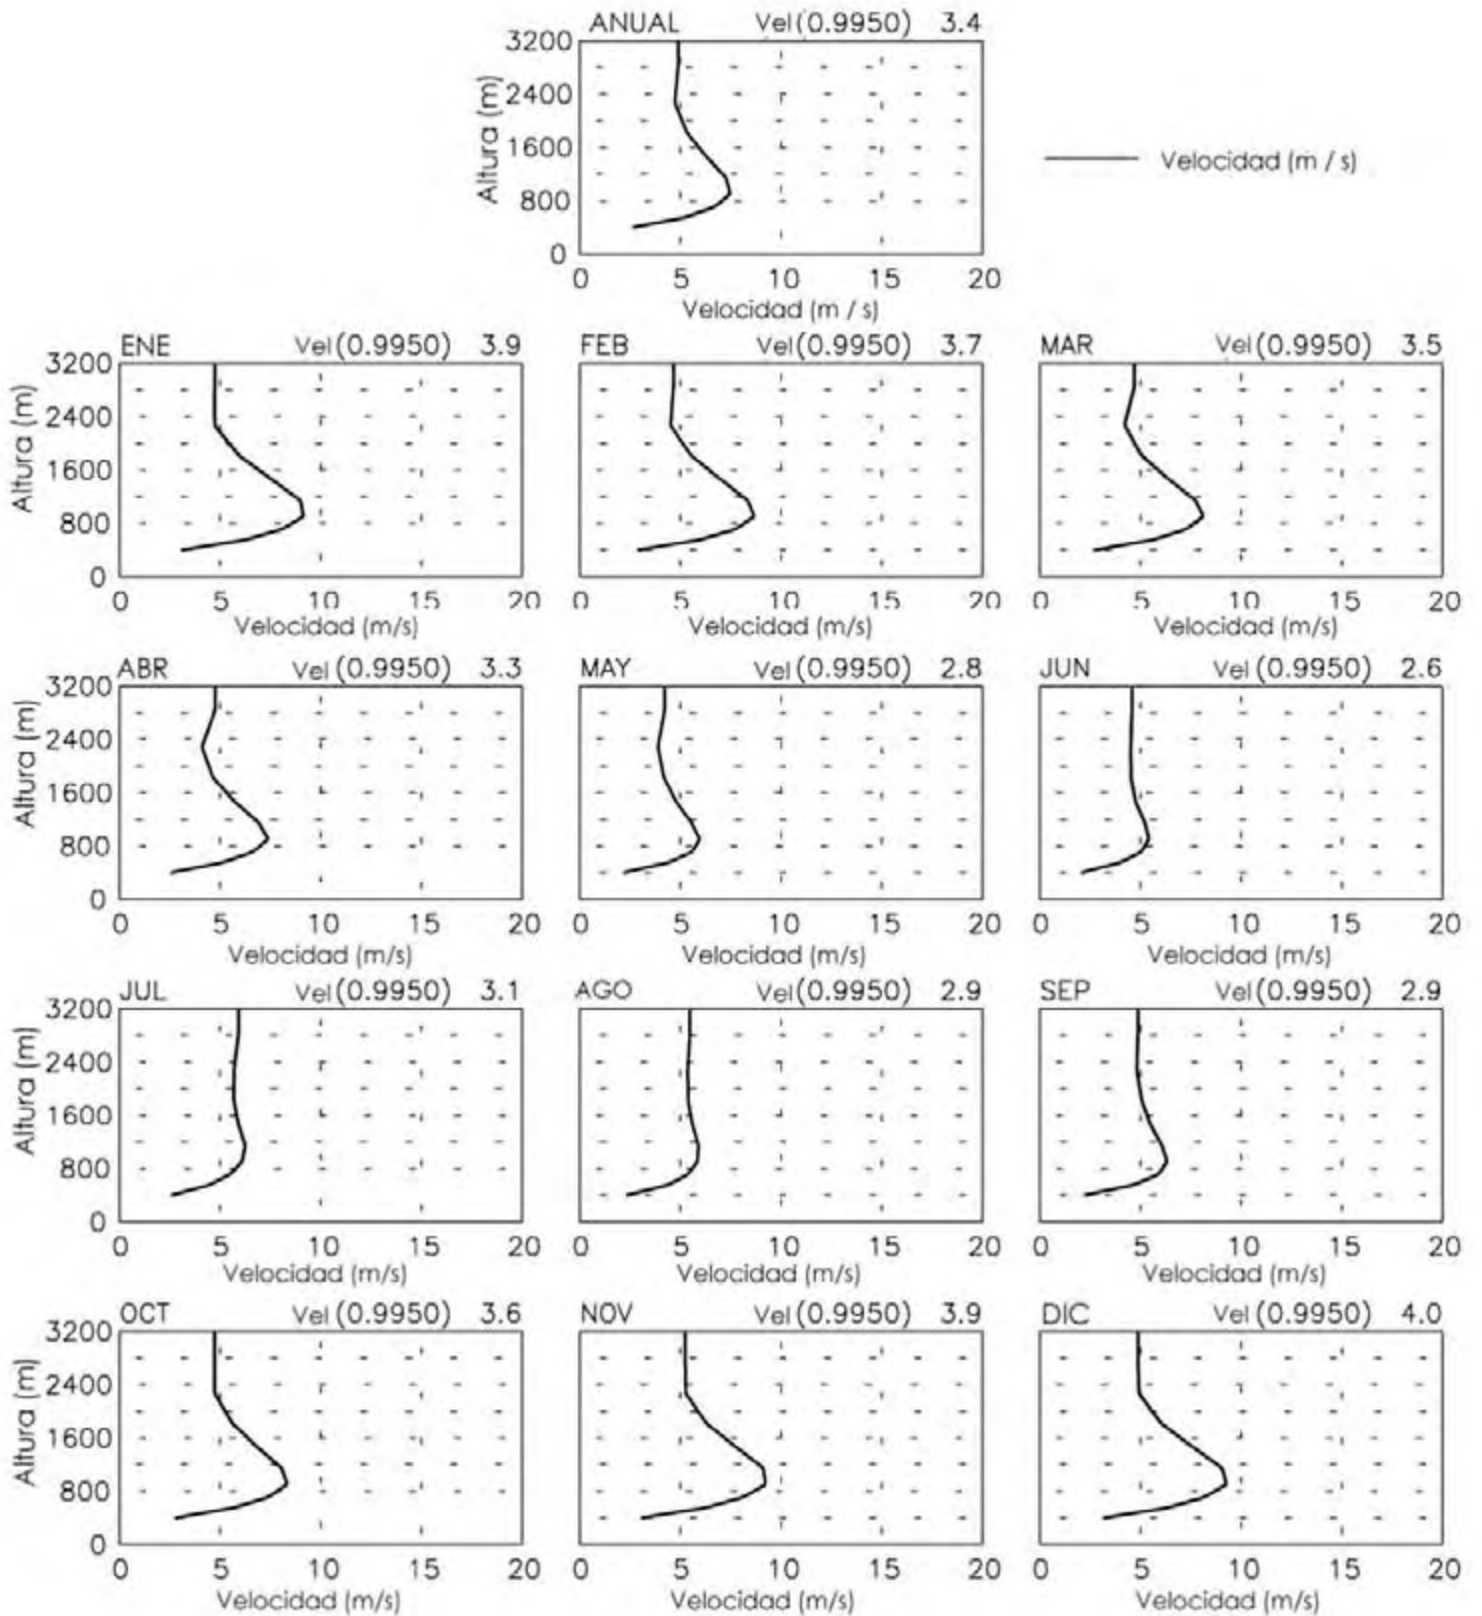 ANUAL Vel(0.9950) 3.4
3200
2400
1600
800
0
Altura (m)
0 5 10 15 20
Velocidad (m / s)
Velocidad (m / s)
ENE Vel(0.9950) 3.9
FEB Vel(0.9950) 3.7
MAR Vel(0.9950) 3.5
3200
2400
1600
800
0
Altura (m)
0 5 10 15 20
0 5 10 15 20
0 5 10 15 20
Velocidad (m/s)
Velocidad (m/s)
Velocidad (m/s)
ABR Vel(0.9950) 3.3
MAY Vel(0.9950) 2.8
JUN Vel(0.9950) 2.6
3200
2400
1600
800
0
Altura (m)
0 5 10 15 20
0 5 10 15 20
0 5 10 15 20
Velocidad (m/s)
Velocidad (m/s)
Velocidad (m/s)
JUL Vel(0.9950) 3.1
AGO Vel(0.9950) 2.9
SEP Vel(0.9950) 2.9
3200
2400
1600
800
0
Altura (m)
0 5 10 15 20
0 5 10 15 20
0 5 10 15 20
Velocidad (m/s)
Velocidad (m/s)
Velocidad (m/s)
OCT Vel(0.9950) 3.6
NOV Vel(0.9950) 3.9
DIC Vel(0.9950) 4.0
3200
2400
1600
800
0
Altura (m)
0 5 10 15 20
0 5 10 15 20
0 5 10 15 20
Velocidad (m/s)
Velocidad (m/s)
Velocidad (m/s)